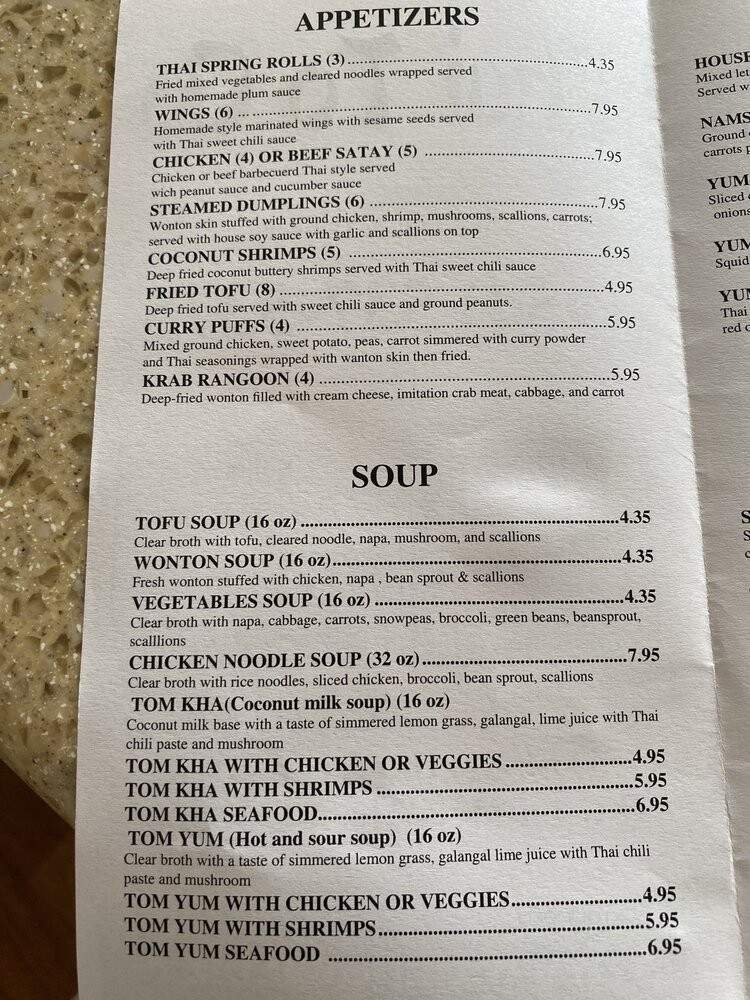 APPETIZERS
THAI SPRING ROLLS (3)..........4.35
Fried mixed vegetables and cleared noodles wrapped served
with homemade plum sauce
WINGS (6) ..........7.95
Homemade style marinated wings with sesame seeds served
with Thai sweet chili sauce
CHICKEN (4) OR BEEF SATAY (5) ..........7.95
Chicken or beef barbecuerd Thai style served
wich peanut sauce and cucumber sauce
STEAMED DUMPLINGS (6) ..........7.95
Wonton skin stuffed with ground chicken, shrimp, mushrooms, scallions, carrots;
served with house soy sauce with garlic and scallions on top
COCONUT SHRIMPS (5) ..........6.95
Deep fried coconut buttery shrimps served with Thai sweet chili sauce
FRIED TOFU (8) ..........4.95
Deep fried tofu served with sweet chili sauce and ground peanuts.
CURRY PUFFS (4) ..........5.95
Mixed ground chicken, sweet potato, peas, carrot simmered with curry powder
and Thai seasonings wrapped with wanton skin then fried.
KRAB RANGOON (4) ..........5.95
Deep-fried wonton filled with cream cheese, imitation crab meat, cabbage, and carrot
SOUP
TOFU SOUP (16 oz) ..........4.35
Clear broth with tofu, cleared noodle, napa, mushroom, and scallions
WONTON SOUP (16 oz)..........4.35
Fresh wonton stuffed with chicken, napa , bean sprout & scallions
VEGETABLES SOUP (16 oz) ..........4.35
Clear broth with napa, cabbage, carrots, snowpeas, broccoli, green beans, beansprout,
scalllions
CHICKEN NOODLE SOUP (32 oz)..........7.95
Clear broth with rice noodles, sliced chicken, broccoli, bean sprout, scallions
TOM KHA(Coconut milk soup) (16 oz)
Coconut milk base with a taste of simmered lemon grass, galangal, lime juice with Thai
chili paste and mushroom
TOM KHA WITH CHICKEN OR VEGGIES ..........4.95
TOM KHA WITH SHRIMPS ..........5.95
TOM KHA SEAFOOD..........6.95
TOM YUM (Hot and sour soup) (16 oz)
Clear broth with a taste of simmered lemon grass, galangal lime juice with Thai chili
paste and mushroom
TOM YUM WITH CHICKEN OR VEGGIES..........4.95
TOM YUM WITH SHRIMPS..........5.95
TOM YUM SEAFOOD ..........6.95
HOUSE
Mixed let
Served w
NAMS
Ground
carrots p
YUM
Sliced
onions
YUM
Squid
YUM
Thai
red c
S
S
c